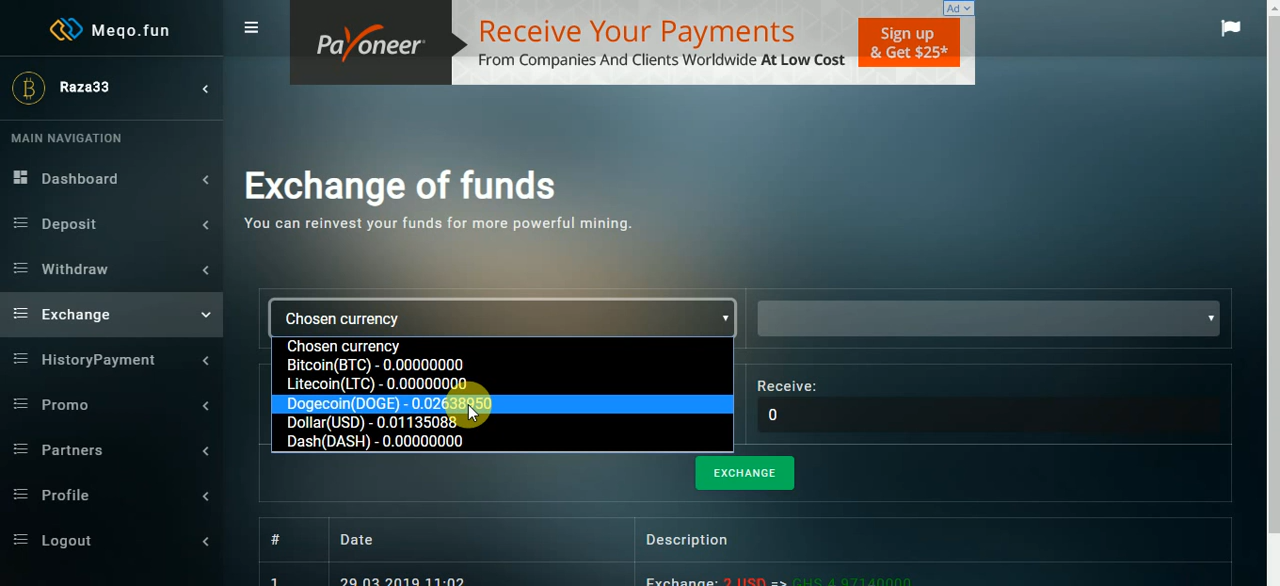 Meqo.fun
Payoneer
Receive Your Payments
From Companies And Clients Worldwide At Low Cost
Sign up
& Get $25*
Ad
Raza33
MAIN NAVIGATION
Dashboard
Deposit
Withdraw
Exchange
HistoryPayment
Promo
Partners
Profile
Logout
Exchange of funds
You can reinvest your funds for more powerful mining.
Chosen currency
Chosen currency
Bitcoin(BTC) - 0.00000000
Litecoin(LTC) - 0.00000000
Dogecoin(DOGE) - 0.02638950
Dollar(USD) - 0.01135088
Dash(DASH) - 0.00000000
Receive:
0
EXCHANGE
# Date Description
1 29.03.2019 11:02 Exchange: 2 USD => GHS 4.97140000